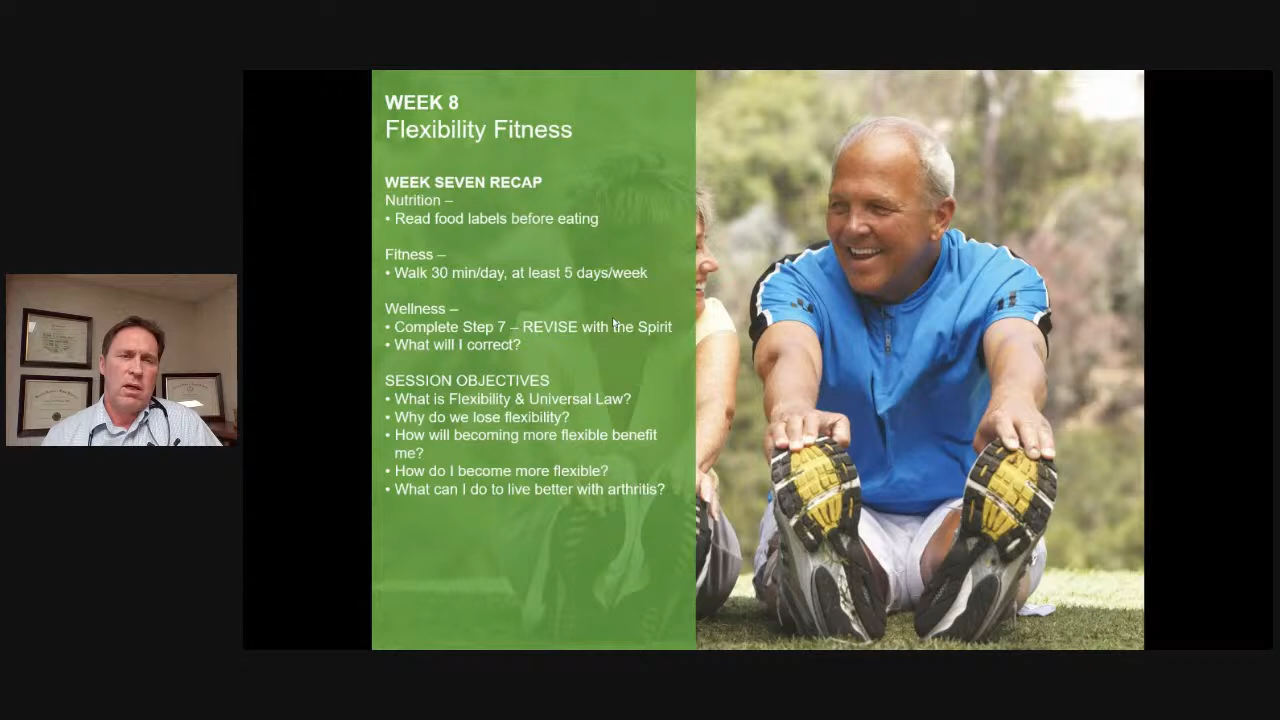 WEEK 8
Flexibility Fitness
WEEK SEVEN RECAP
Nutrition –
• Read food labels before eating
Fitness –
• Walk 30 min/day, at least 5 days/week
Wellness –
• Complete Step 7 – REVISE with the Spirit
• What will I correct?
SESSION OBJECTIVES
• What is Flexibility & Universal Law?
• Why do we lose flexibility?
• How will becoming more flexible benefit
me?
• How do I become more flexible?
• What can I do to live better with arthritis?